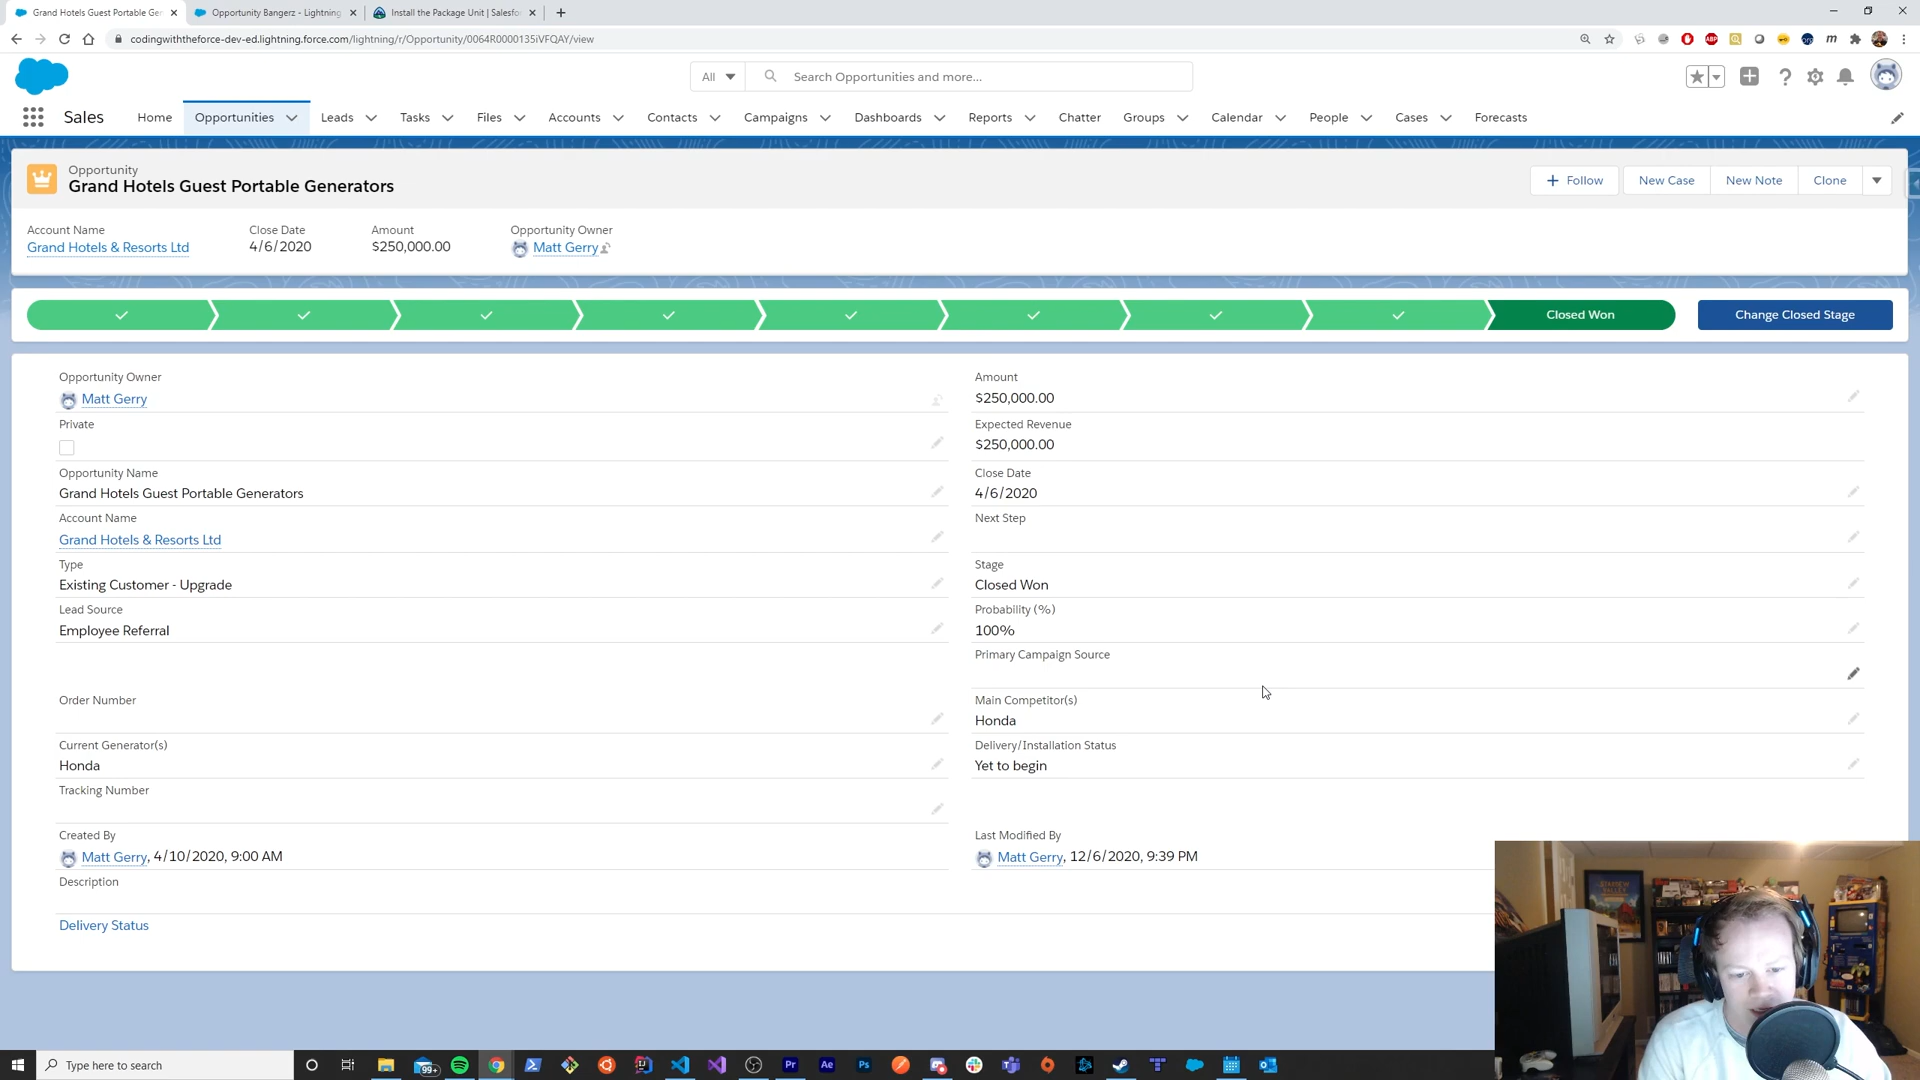 Grand Hotels Guest Portable Gen
Opportunity Bangerz - Lightning
Install the Package Unit | Salesfo
codingwiththeforce-dev-ed.lightning.force.com/lightning/r/Opportunity/0064R0000135iVFQAY/view
All
Search Opportunities and more...
Sales
Home
Opportunities
Leads
Tasks
Files
Accounts
Contacts
Campaigns
Dashboards
Reports
Chatter
Groups
Calendar
People
Cases
Forecasts
Opportunity
Grand Hotels Guest Portable Generators
Follow
New Case
New Note
Clone
Account Name
Grand Hotels & Resorts Ltd
Close Date
4/6/2020
Amount
$250,000.00
Opportunity Owner
Matt Gerry
Closed Won
Change Closed Stage
Opportunity Owner
Matt Gerry
Amount
$250,000.00
Private
Expected Revenue
$250,000.00
Opportunity Name
Grand Hotels Guest Portable Generators
Close Date
4/6/2020
Account Name
Grand Hotels & Resorts Ltd
Next Step
Type
Existing Customer - Upgrade
Stage
Closed Won
Lead Source
Employee Referral
Probability (%)
100%
Primary Campaign Source
Order Number
Main Competitor(s)
Honda
Current Generator(s)
Honda
Delivery/Installation Status
Yet to begin
Tracking Number
Created By
Matt Gerry, 4/10/2020, 9:00 AM
Last Modified By
Matt Gerry, 12/6/2020, 9:39 PM
Description
Delivery Status
Type here to search
99+
Pr
Ae
Ps